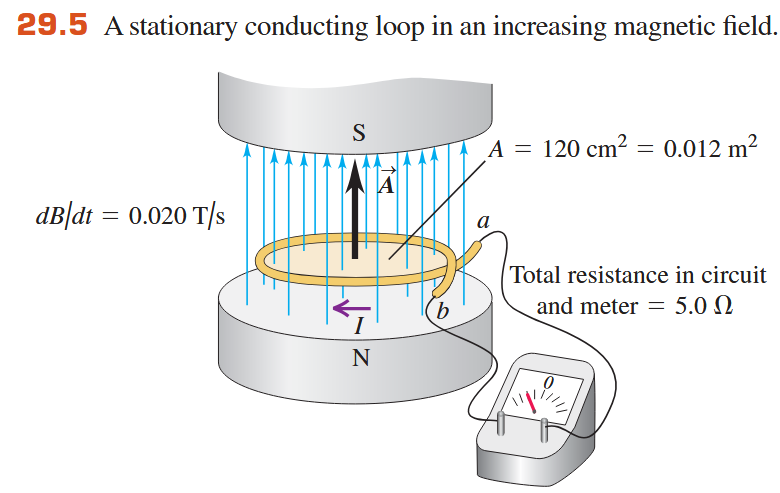 29.5 A stationary conducting loop in an increasing magnetic field.
S
A = 120 cm² = 0.012 m²
A⃗
dB/dt = 0.020 T/s
a
Total resistance in circuit
and meter = 5.0 Ω
b
I
N
0